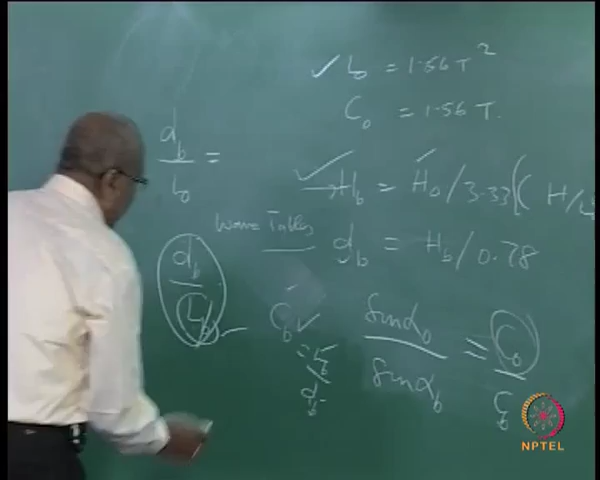 ✓ L₀ = 1.56 T²
C₀ = 1.56 T.
d_b / L₀ =
✓ → H_b = H₀ / 3.33 [( H/L₀
Wave Tables
d_b = H_b / 0.78
d_b / L_b
C_b ✓
sin α₀ / sin α_b = C₀ / C_b
NPTEL